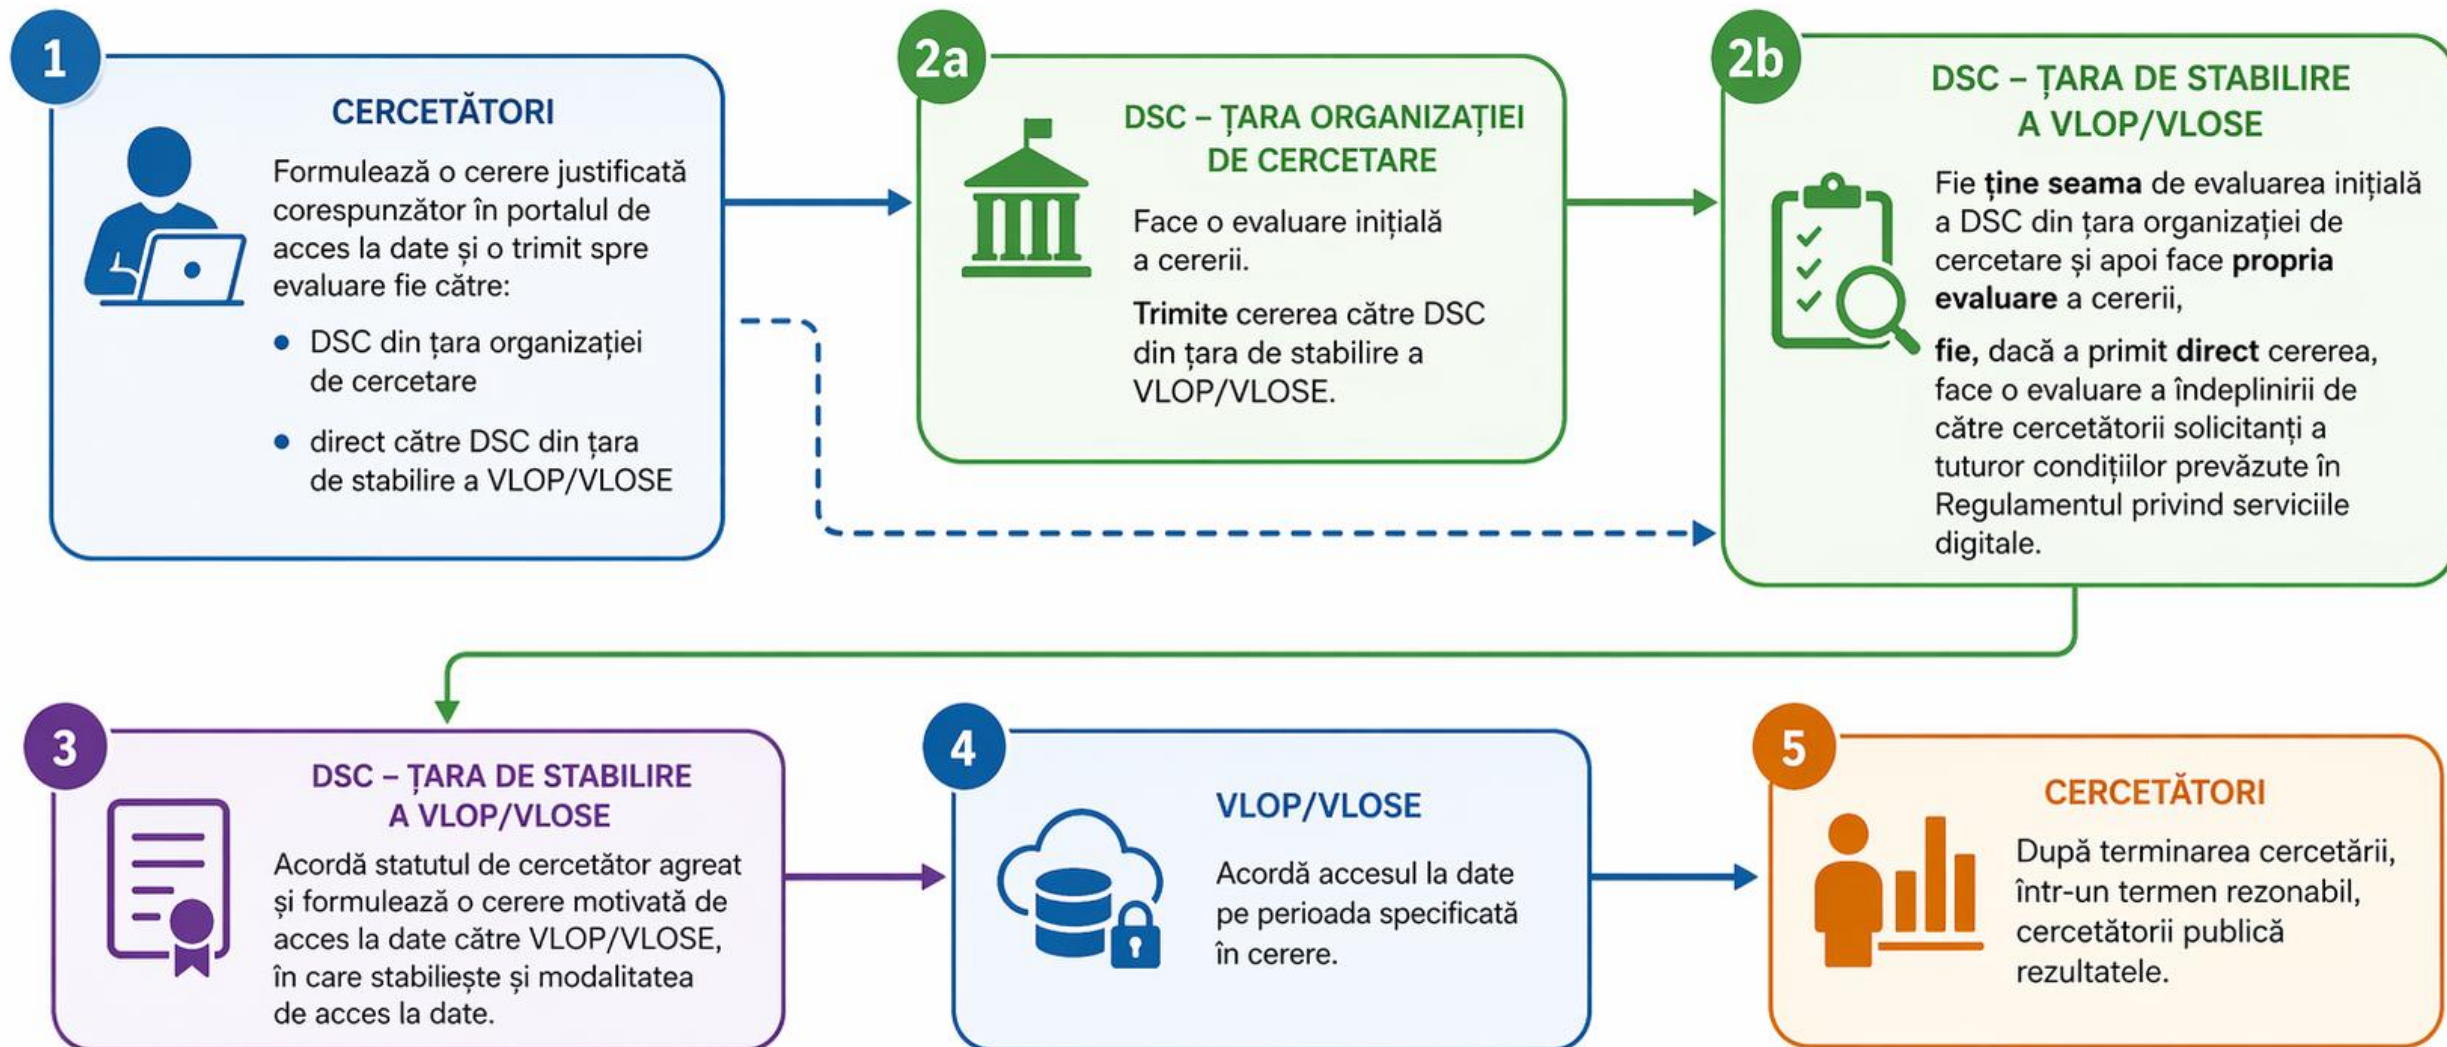 1
CERCETĂTORI
Formulează o cerere justificată
corespunzător în portalul de
acces la date și o trimit spre
evaluare fie către:
• DSC din țara organizației
de cercetare
• direct către DSC din țara
de stabilire a VLOP/VLOSE
2a
DSC – ȚARA ORGANIZAȚIEI
DE CERCETARE
Face o evaluare inițială
a cererii.
Trimite cererea către DSC
din țara de stabilire a
VLOP/VLOSE.
2b
DSC – ȚARA DE STABILIRE
A VLOP/VLOSE
Fie ține seama de evaluarea inițială
a DSC din țara organizației de
cercetare și apoi face propria
evaluare a cererii,
fie, dacă a primit direct cererea,
face o evaluare a îndeplinirii de
către cercetătorii solicitanți a
tuturor condițiilor prevăzute în
Regulamentul privind serviciile
digitale.
3
DSC – ȚARA DE STABILIRE
A VLOP/VLOSE
Acordă statutul de cercetător agreat
și formulează o cerere motivată de
acces la date către VLOP/VLOSE,
în care stabiliește și modalitatea
de acces la date.
4
VLOP/VLOSE
Acordă accesul la date
pe perioada specificată
în cerere.
5
CERCETĂTORI
După terminarea cercetării,
într-un termen rezonabil,
cercetătorii publică
rezultatele.